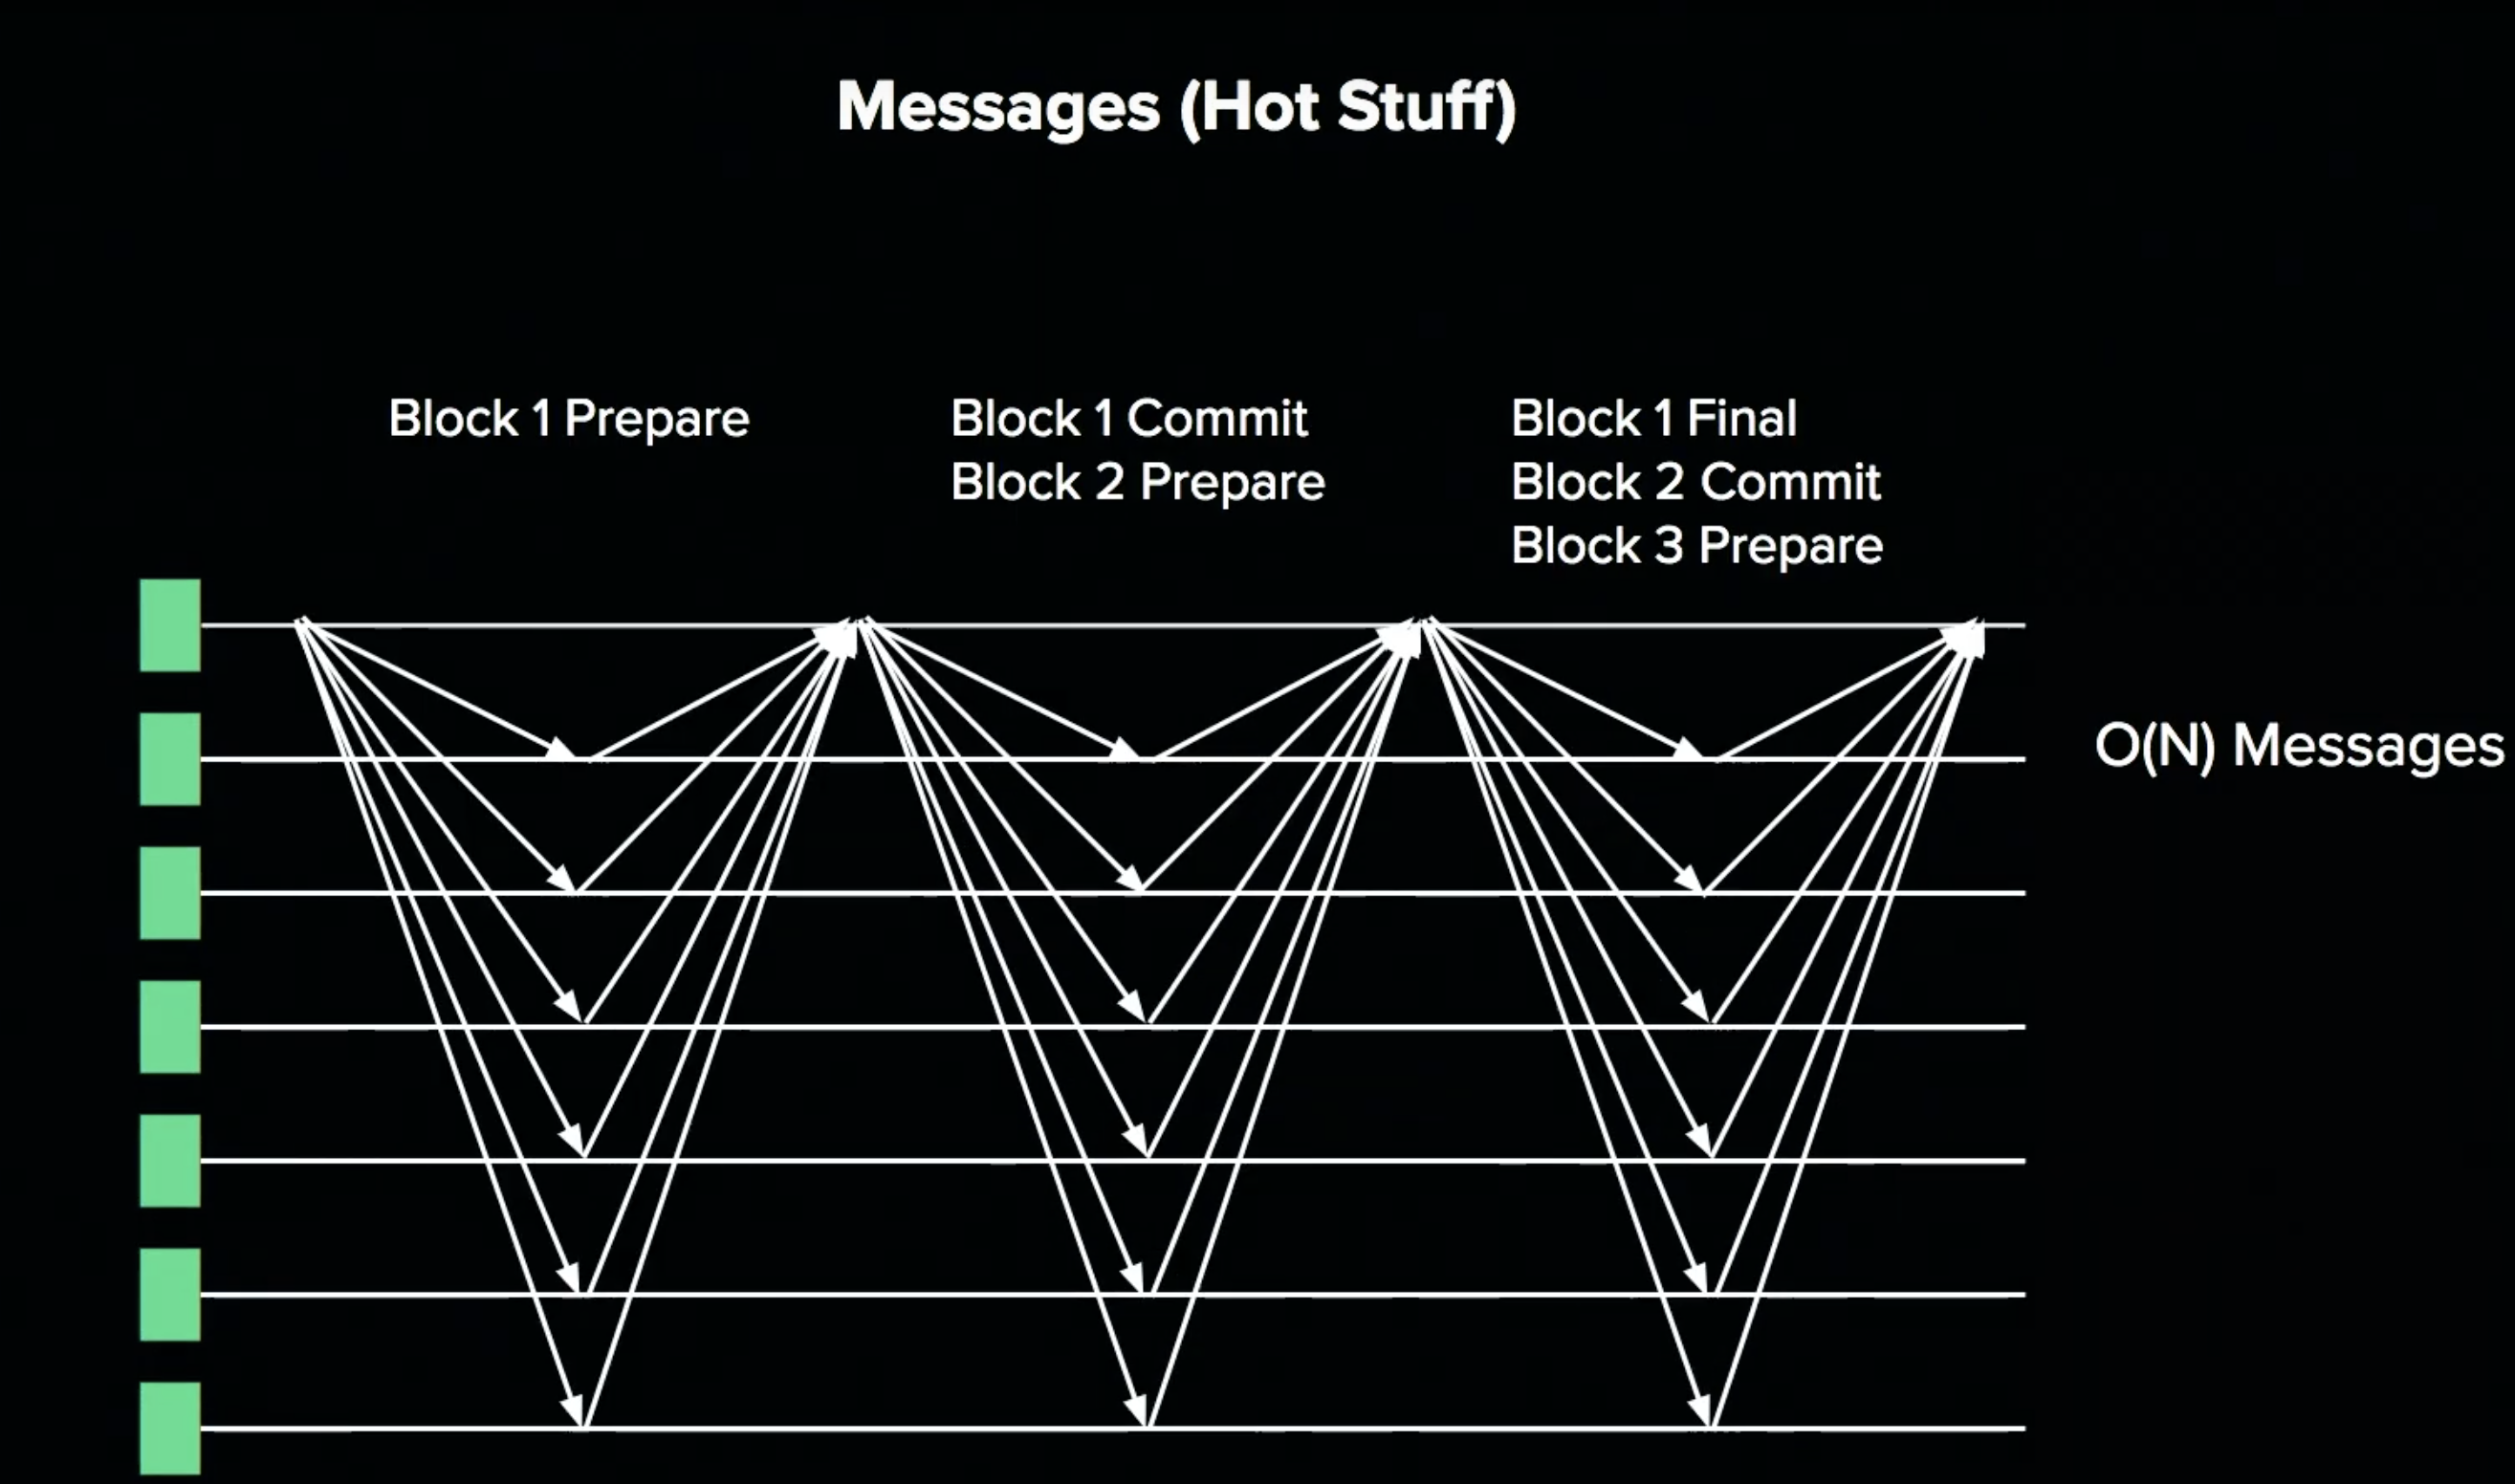 Messages (Hot Stuff)
Block 1 Prepare
Block 1 Commit
Block 2 Prepare
Block 1 Final
Block 2 Commit
Block 3 Prepare
O(N) Messages